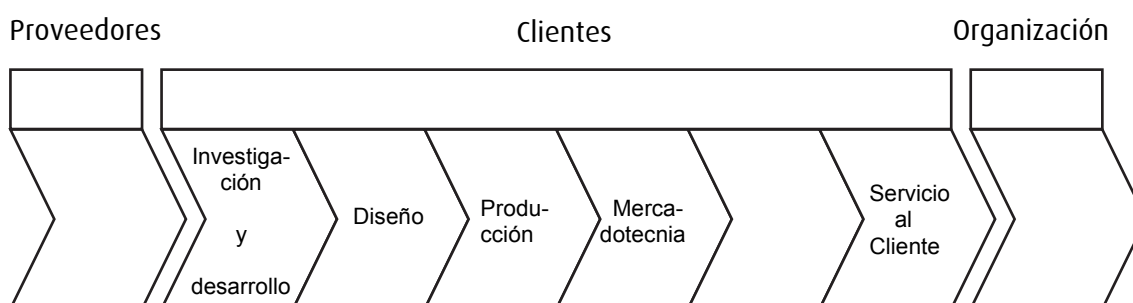 Proveedores
Clientes
Organización
Investiga-
ción
y
desarrollo
Diseño
Produ-
cción
Merca-
dotecnia
Servicio
al
Cliente